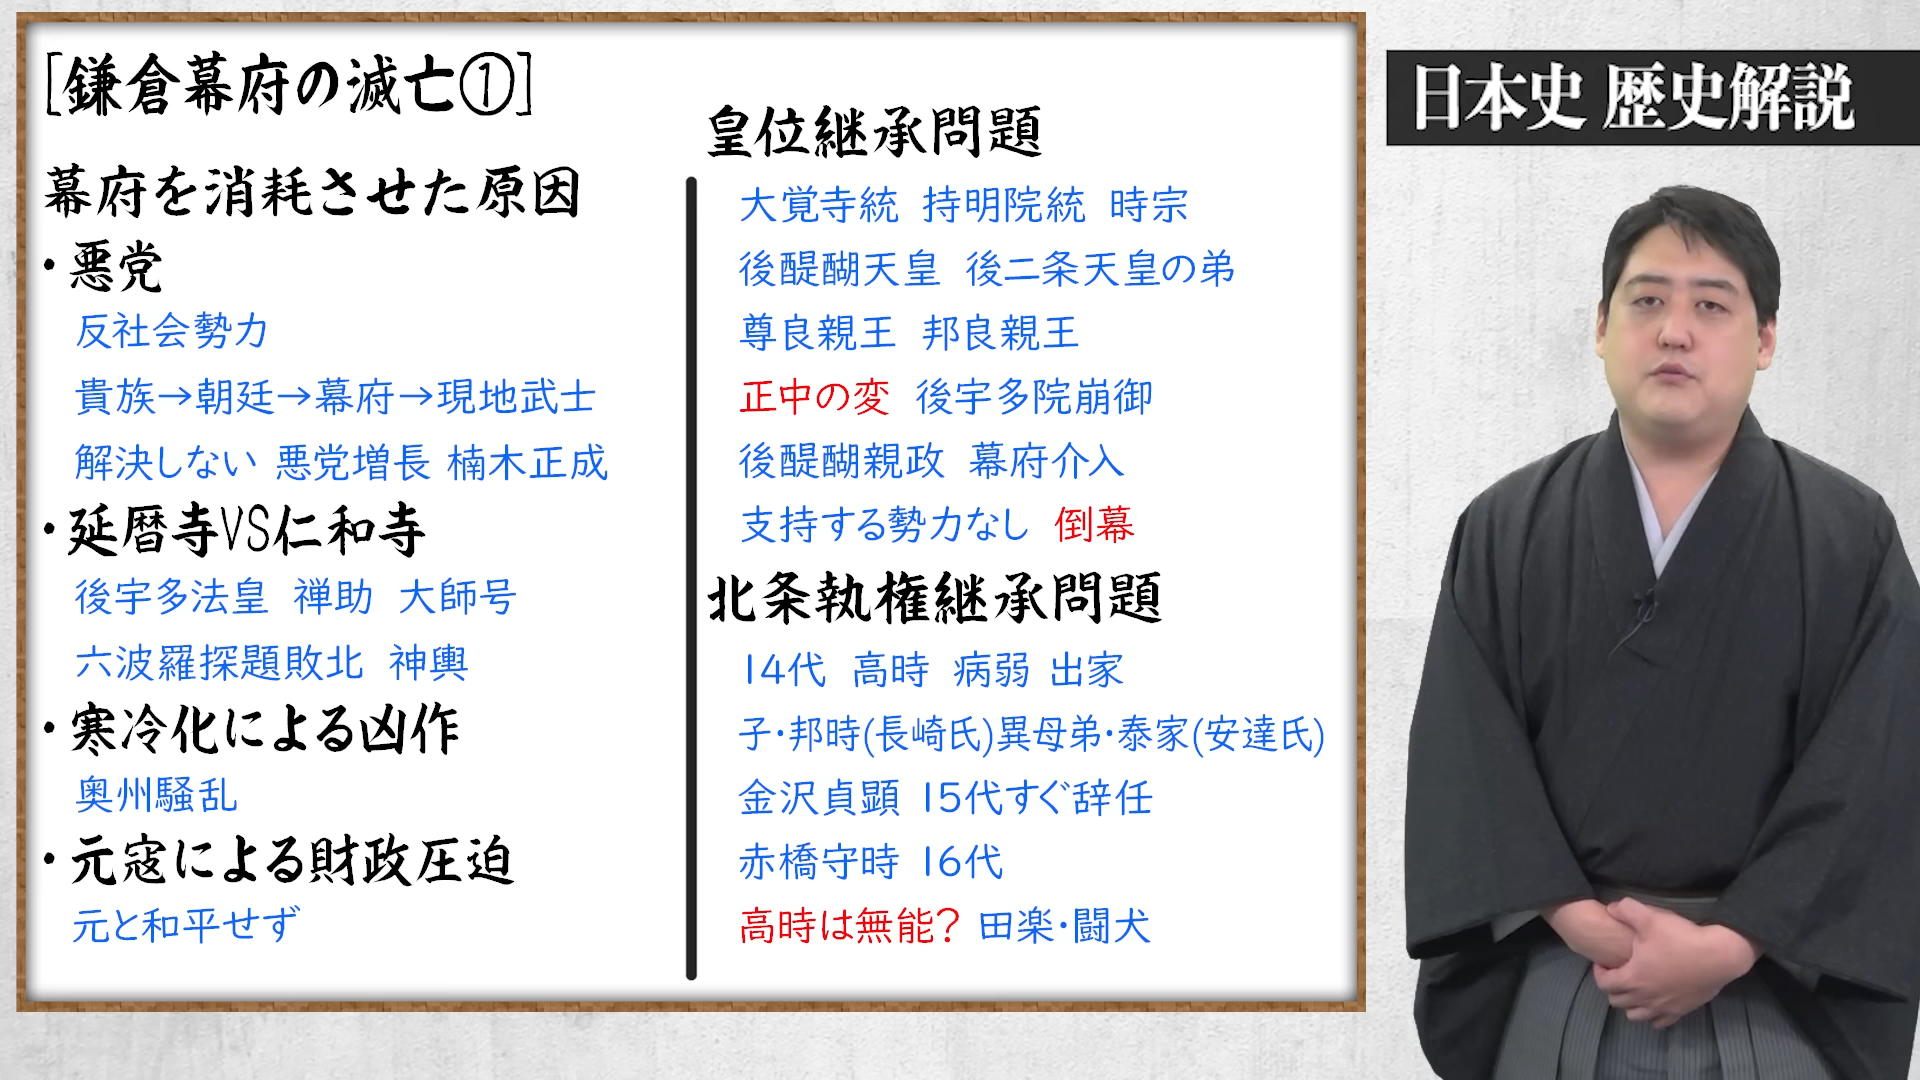 [鎌倉幕府の滅亡①]
幕府を消耗させた原因
・悪党
反社会勢力
貴族→朝廷→幕府→現地武士
解決しない 悪党増長 楠木正成
・延暦寺VS仁和寺
後宇多法皇 禅助 大師号
六波羅探題敗北 神輿
・寒冷化による凶作
奥州騒乱
・元寇による財政圧迫
元と和平せず
皇位継承問題
大覚寺統 持明院統 時宗
後醍醐天皇 後二条天皇の弟
尊良親王 邦良親王
正中の変 後宇多院崩御
後醍醐親政 幕府介入
支持する勢力なし 倒幕
北条執権継承問題
14代 高時 病弱 出家
子・邦時(長崎氏)異母弟・泰家(安達氏)
金沢貞顕 15代すぐ辞任
赤橋守時 16代
高時は無能? 田楽・闘犬
日本史 歴史解説